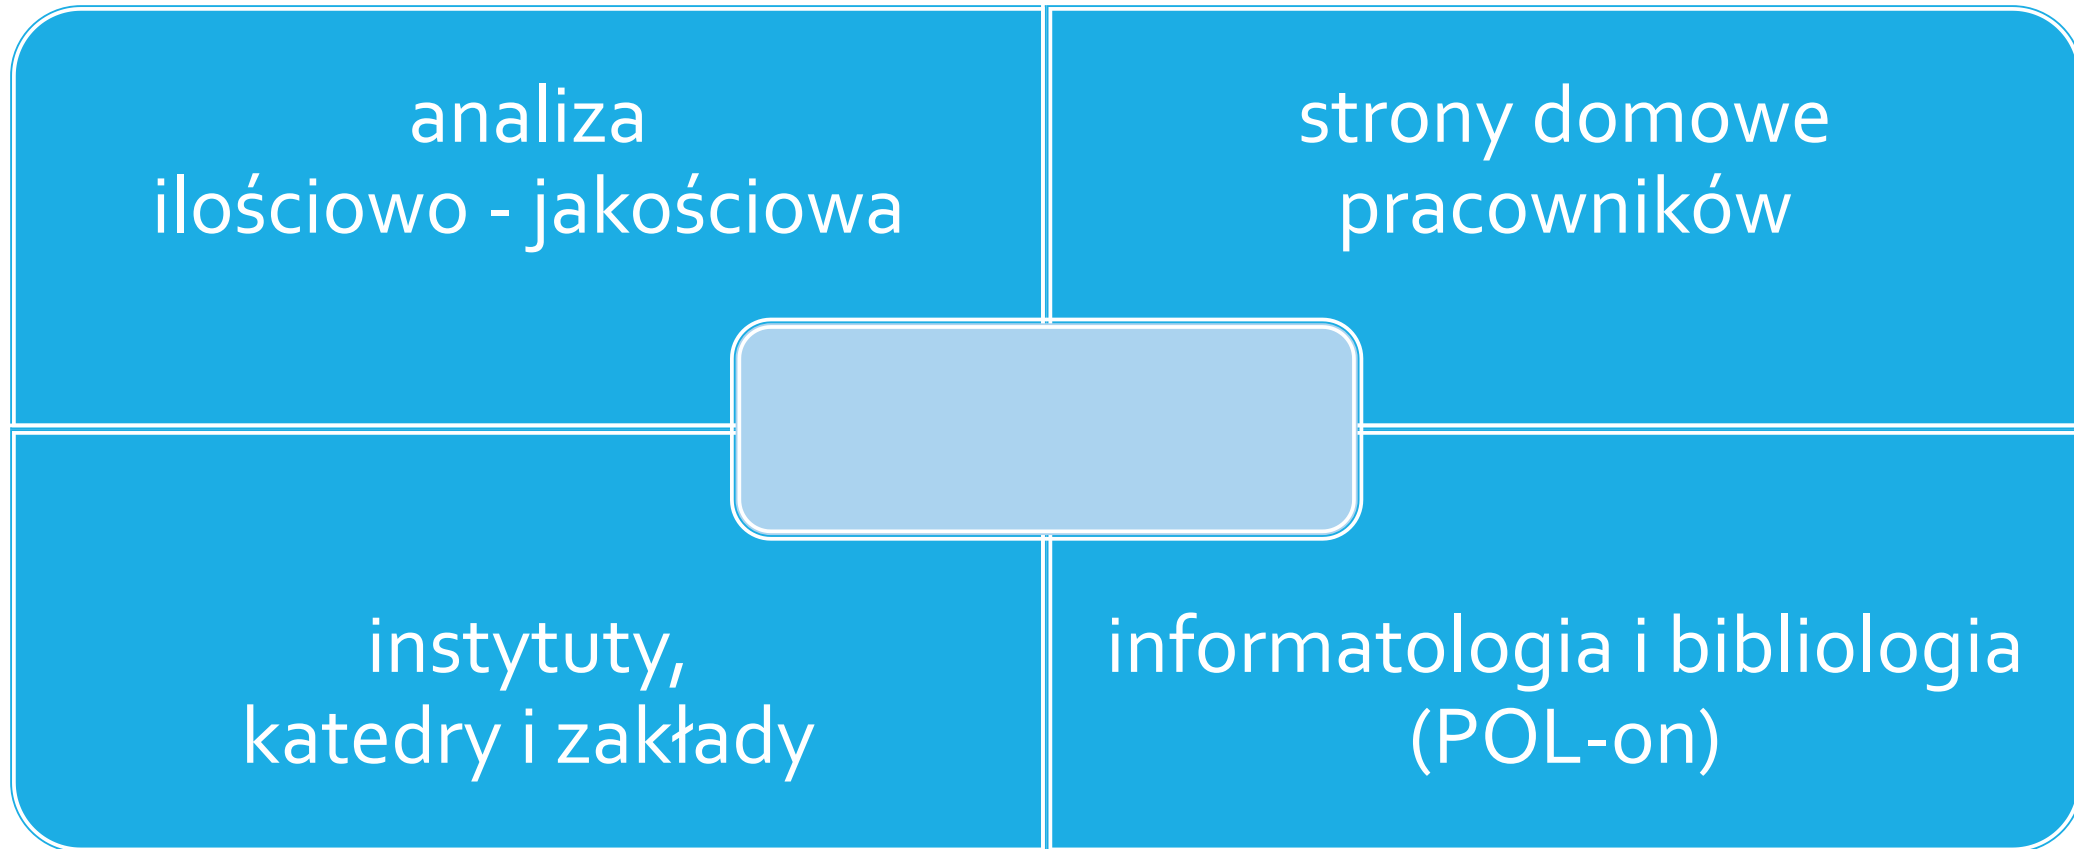 analiza
ilościowo - jakościowa
strony domowe
pracowników
instytuty,
katedry i zakłady
informatologia i bibliologia
(POL-on)